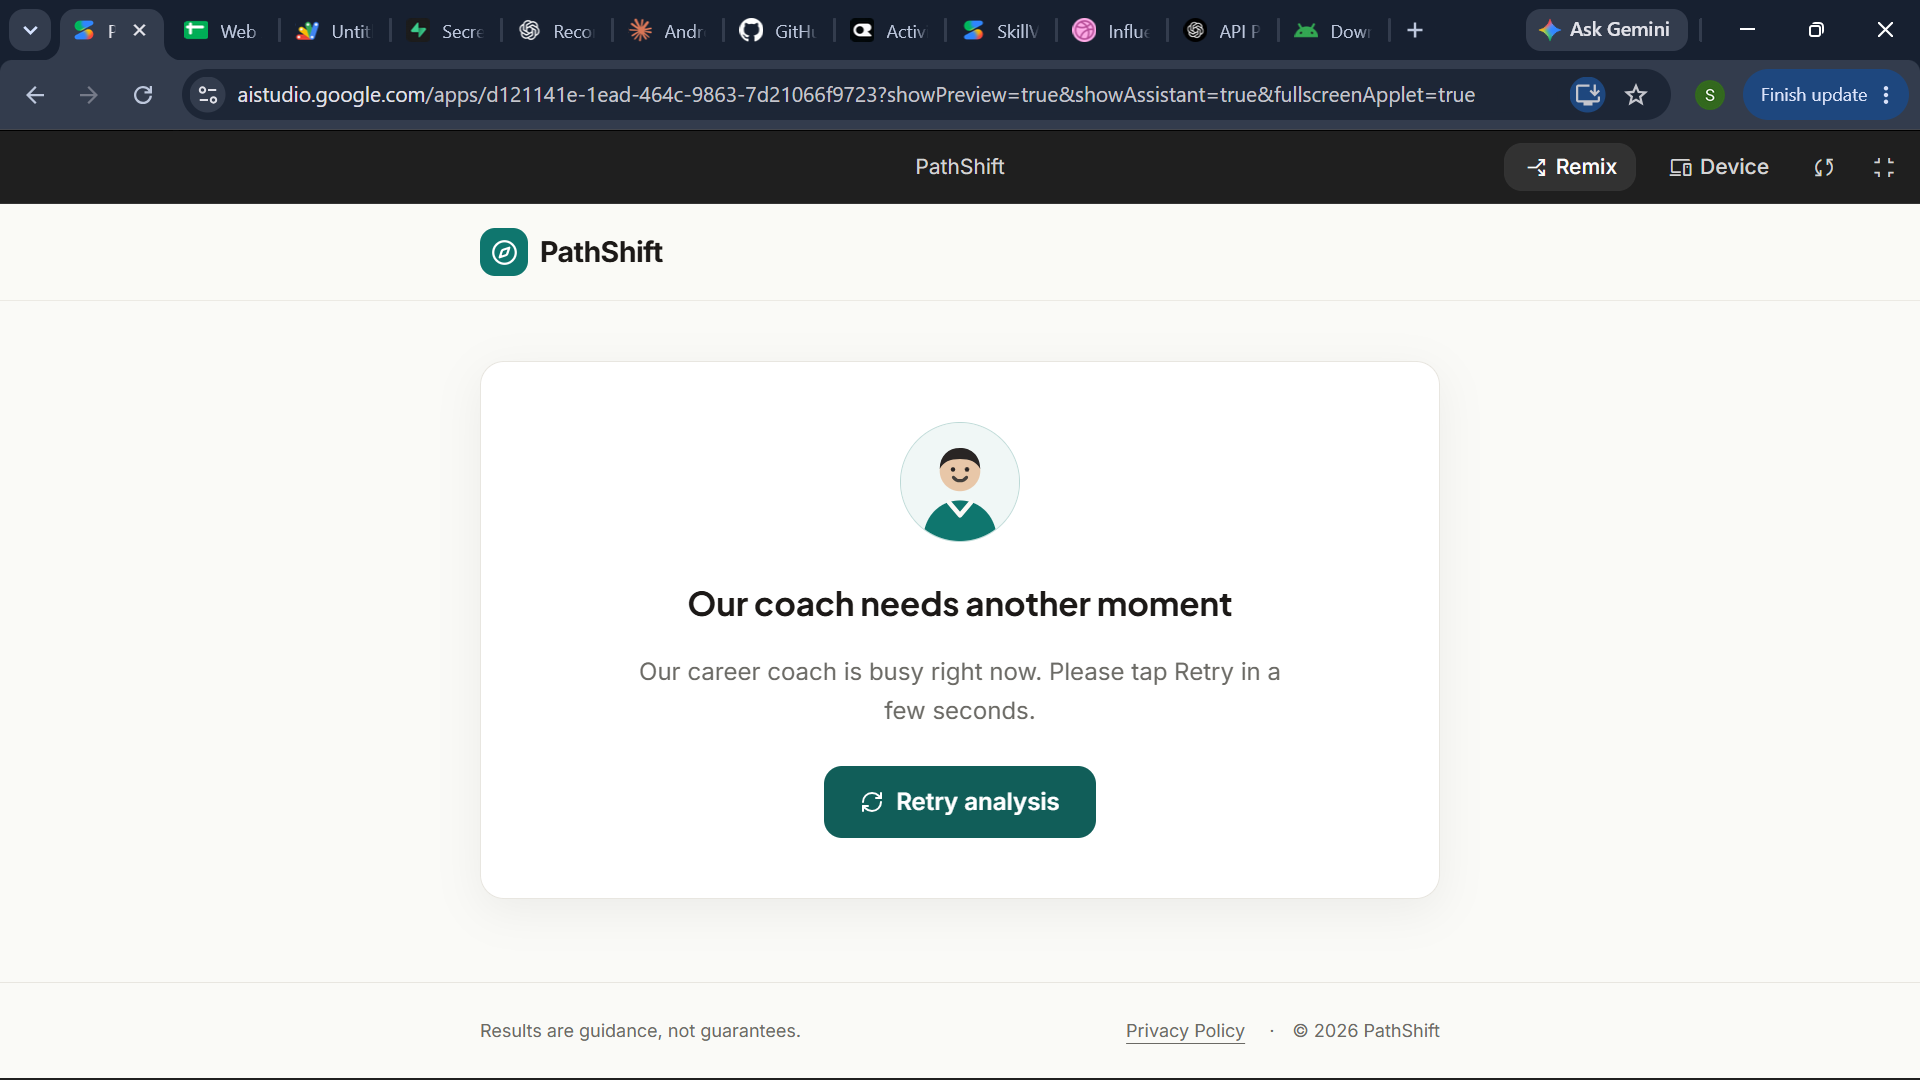 Web
Untit
Secre
Reco
Andr
GitHu
Activi
SkillV
Influe
API P
Down
Ask Gemini
aistudio.google.com/apps/d121141e-1ead-464c-9863-7d21066f9723?showPreview=true&showAssistant=true&fullscreenApplet=true
S
Finish update
PathShift
Remix
Device
PathShift
Our coach needs another moment
Our career coach is busy right now. Please tap Retry in a
few seconds.
Retry analysis
Results are guidance, not guarantees.
Privacy Policy · © 2026 PathShift